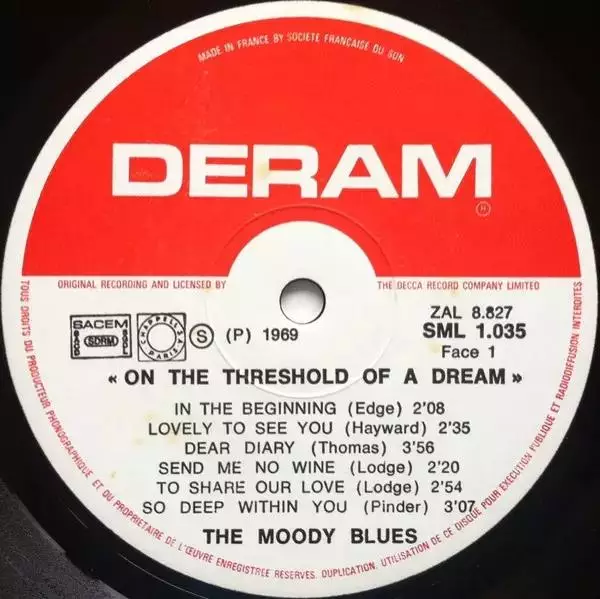 MADE IN FRANCE BY SOCIÉTÉ FRANÇAISE DU SON
DERAM
®
ORIGINAL RECORDING AND LICENSED BY THE DECCA RECORD COMPANY LIMITED
SACEM
SDRM
CHAPPELL S.A
PARIS
S (P) 1969
ZAL 8.827
SML 1.035
Face 1
« ON THE THRESHOLD OF A DREAM »
IN THE BEGINNING (Edge) 2'08
LOVELY TO SEE YOU (Hayward) 2'35
DEAR DIARY (Thomas) 3'56
SEND ME NO WINE (Lodge) 2'20
TO SHARE OUR LOVE (Lodge) 2'54
SO DEEP WITHIN YOU (Pinder) 3'07
THE MOODY BLUES
TOUS DROITS DU PRODUCTEUR PHONOGRAPHIQUE ET DU PROPRIETAIRE DE L'ŒUVRE ENREGISTREE RESERVES. DUPLICATION, UTILISATION DE CE DISQUE POUR EXECUTION PUBLIQUE ET RADIODIFFUSION INTERDITES